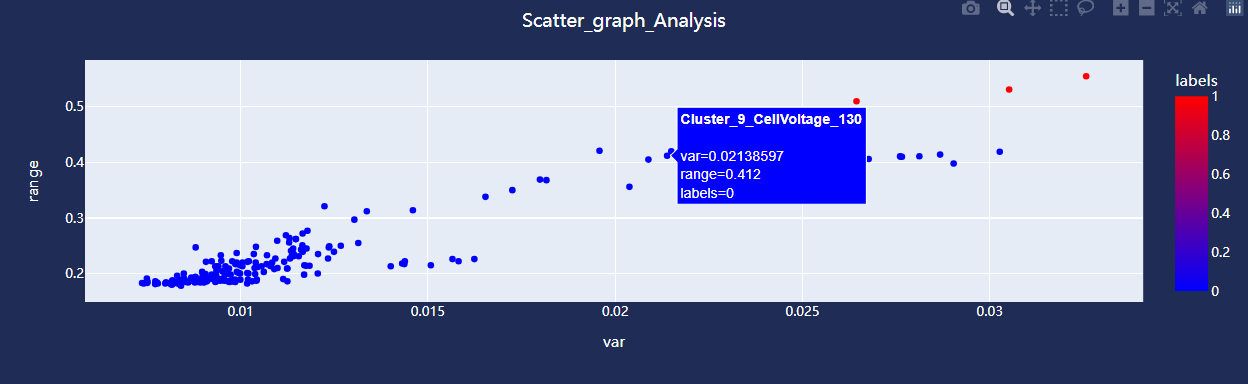 Scatter_graph_Analysis
labels
range
0.5
0.4
0.3
0.2
Cluster_9_CellVoltage_130
var=0.02138597
range=0.412
labels=0
1
0.8
0.6
0.4
0.2
0
0.01
0.015
0.02
0.025
0.03
var